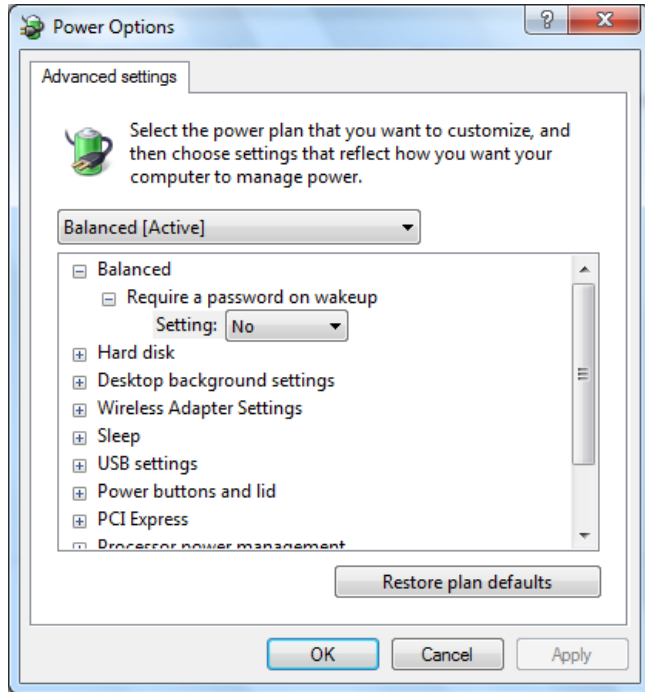 Power Options
Advanced settings
Select the power plan that you want to customize, and
then choose settings that reflect how you want your
computer to manage power.
Balanced [Active]
Balanced
Require a password on wakeup
Setting: No
Hard disk
Desktop background settings
Wireless Adapter Settings
Sleep
USB settings
Power buttons and lid
PCI Express
Processor power management
Restore plan defaults
OK Cancel Apply